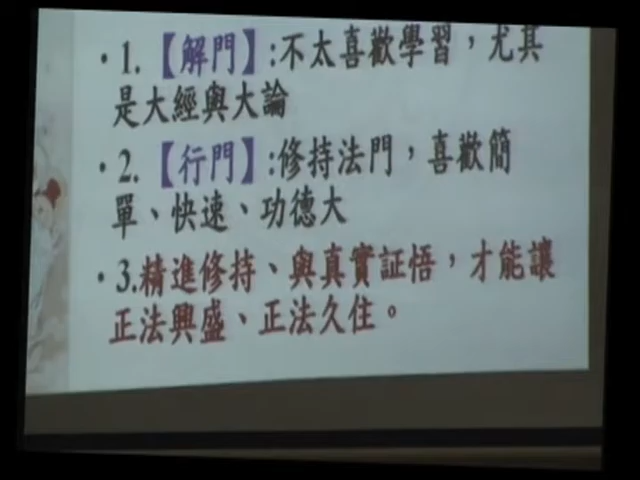 •1.【解門】:不太喜歡學習，尤其
是大經與大論
•2.【行門】:修持法門，喜歡簡
單、快速、功德大
•3.精進修持、與真實証悟，才能讓
正法興盛、正法久住。